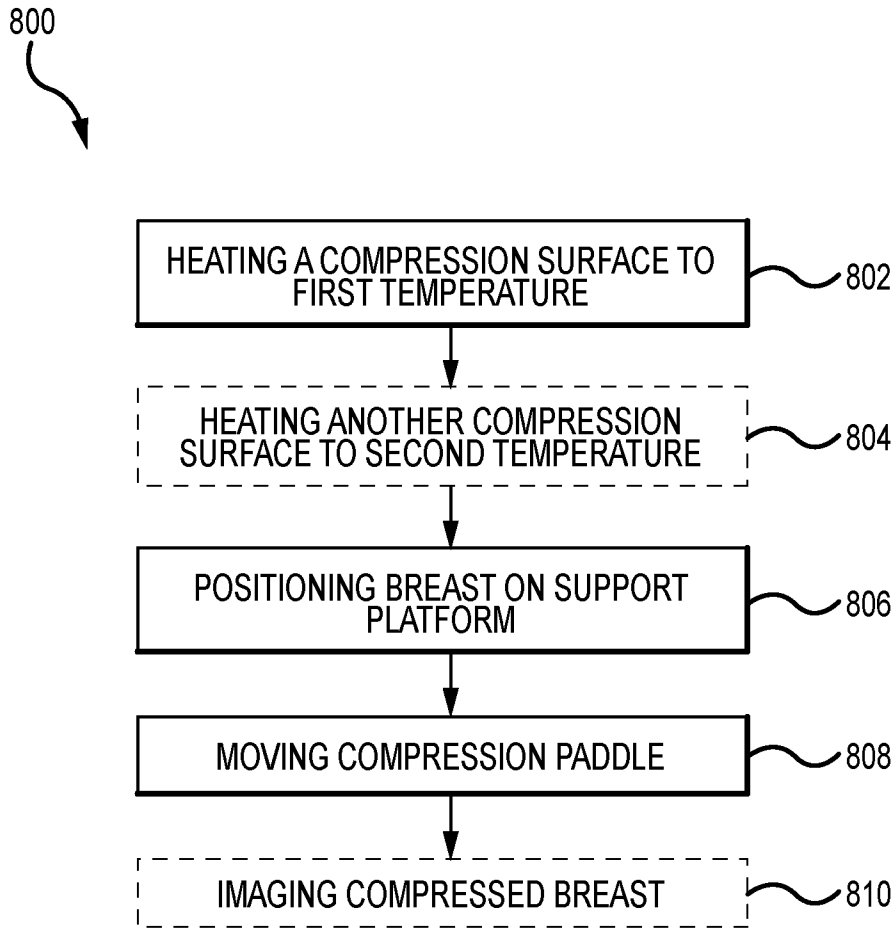 800
HEATING A COMPRESSION SURFACE TO
FIRST TEMPERATURE
802
HEATING ANOTHER COMPRESSION
SURFACE TO SECOND TEMPERATURE
804
POSITIONING BREAST ON SUPPORT
PLATFORM
806
MOVING COMPRESSION PADDLE
808
IMAGING COMPRESSED BREAST
810